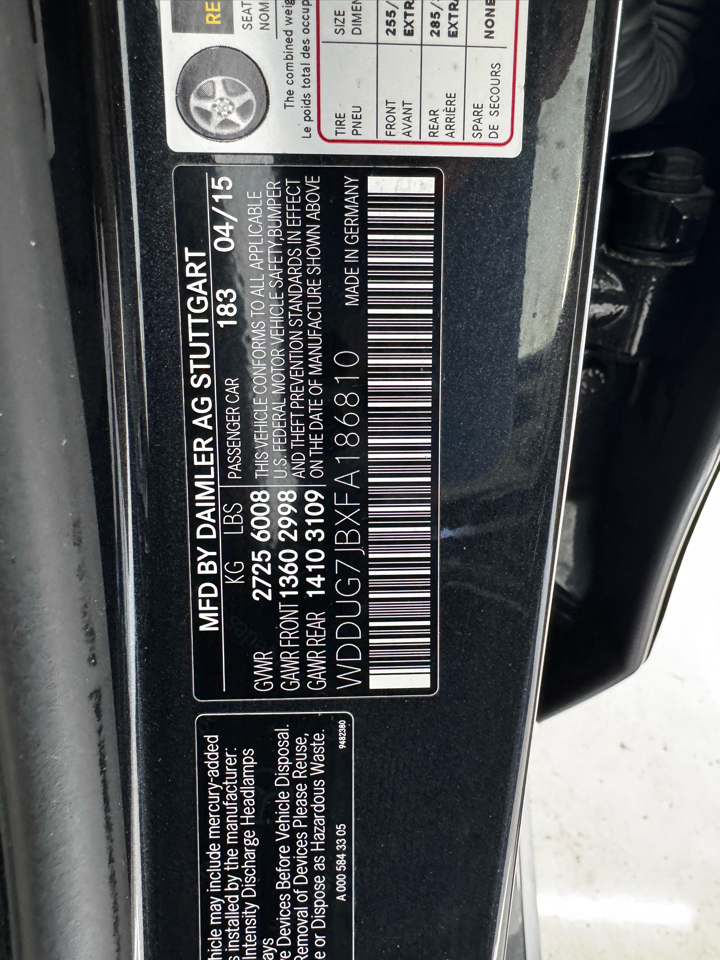 MFD BY DAIMLER AG STUTTGART
KG LBS PASSENGER CAR 183 04/15
GVWR 2725 6008
GAWR FRONT 1360 2998
GAWR REAR 1410 3109
THIS VEHICLE CONFORMS TO ALL APPLICABLE
U.S. FEDERAL MOTOR VEHICLE SAFETY, BUMPER
AND THEFT PREVENTION STANDARDS IN EFFECT
ON THE DATE OF MANUFACTURE SHOWN ABOVE
WDDUG7JBXFA186810 MADE IN GERMANY
RE
SEAT
NOM
The combined weig
Le poids total des occup
TIRE SIZE
PNEU DIMEN
FRONT 255/
AVANT EXTRA
REAR 285/
ARRIÈRE EXTRA
SPARE NONE
DE SECOURS
hicle may include mercury-added
s installed by the manufacturer:
Intensity Discharge Headlamps
ays
e Devices Before Vehicle Disposal.
Removal of Devices Please Reuse,
e or Dispose as Hazardous Waste.
A 000 584 33 05 9482380